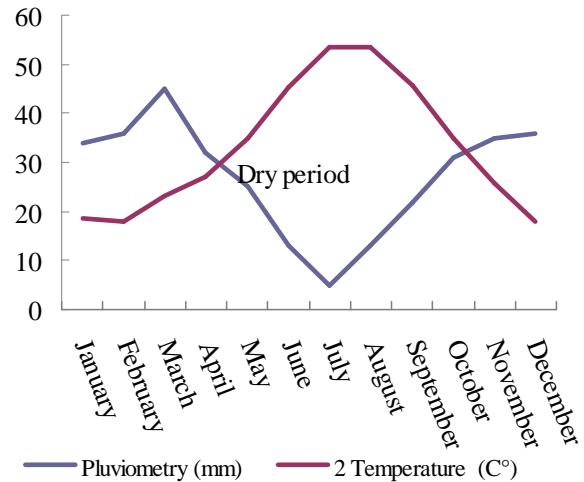 60
50
40
30
20
10
0
Dry period
January
February
March
April
May
June
July
August
September
October
November
December
Pluviometry (mm)
2 Temperature (C°)